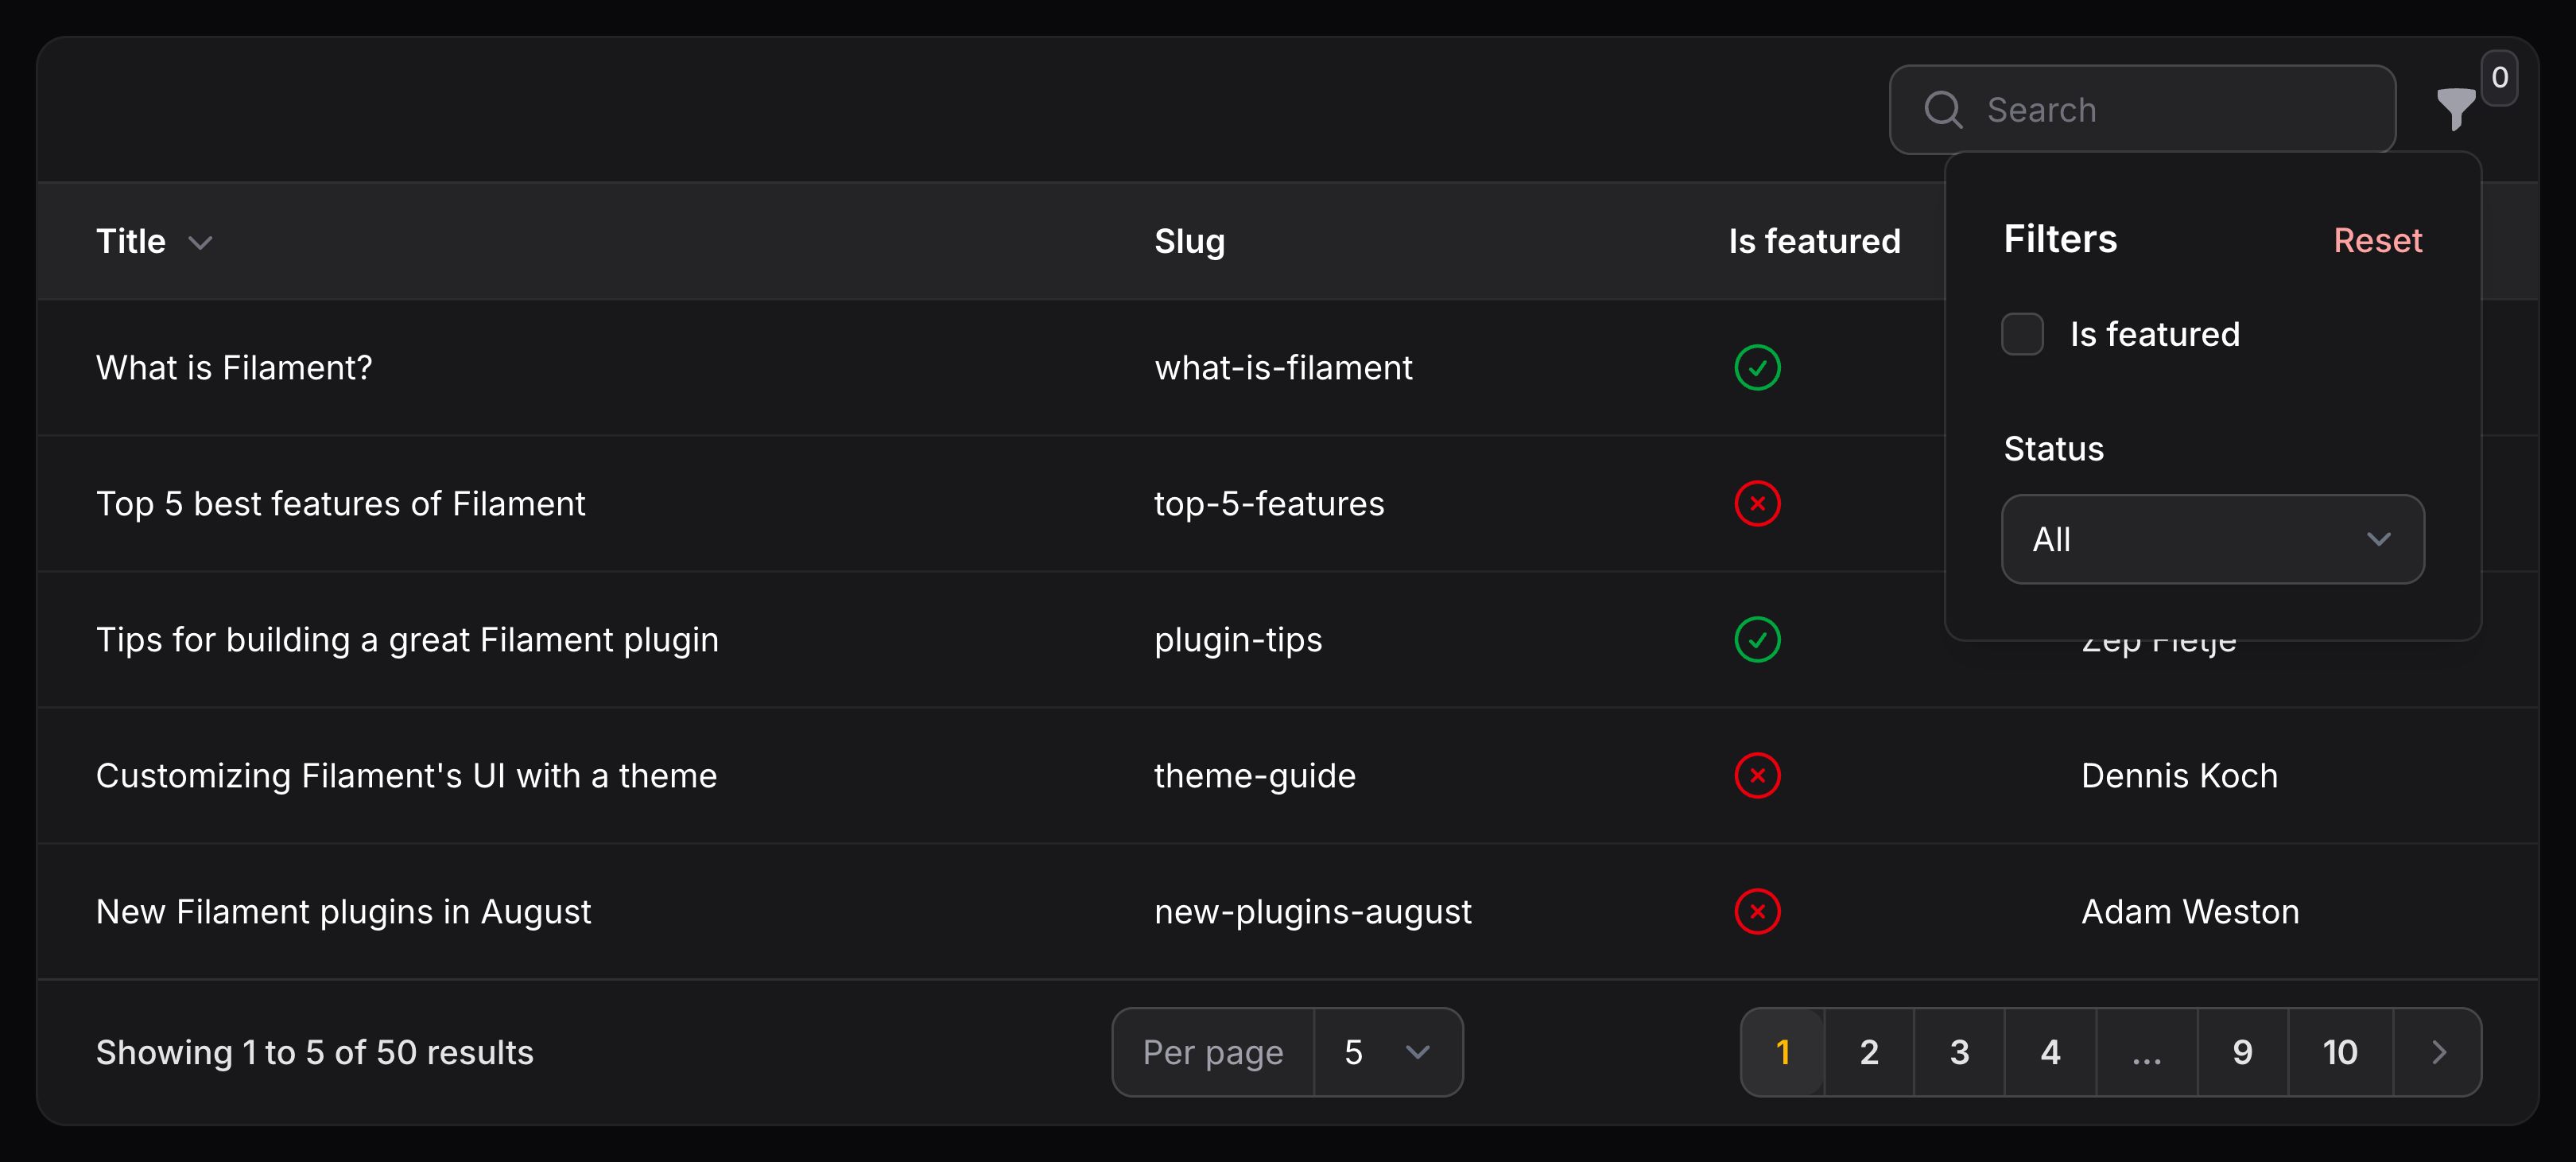 Search
0
Title Slug Is featured
Filters Reset
Is featured
What is Filament? what-is-filament
Status
Top 5 best features of Filament top-5-features
All
Tips for building a great Filament plugin plugin-tips Zep Fietje
Customizing Filament's UI with a theme theme-guide Dennis Koch
New Filament plugins in August new-plugins-august Adam Weston
Showing 1 to 5 of 50 results Per page 5 1 2 3 4 ... 9 10